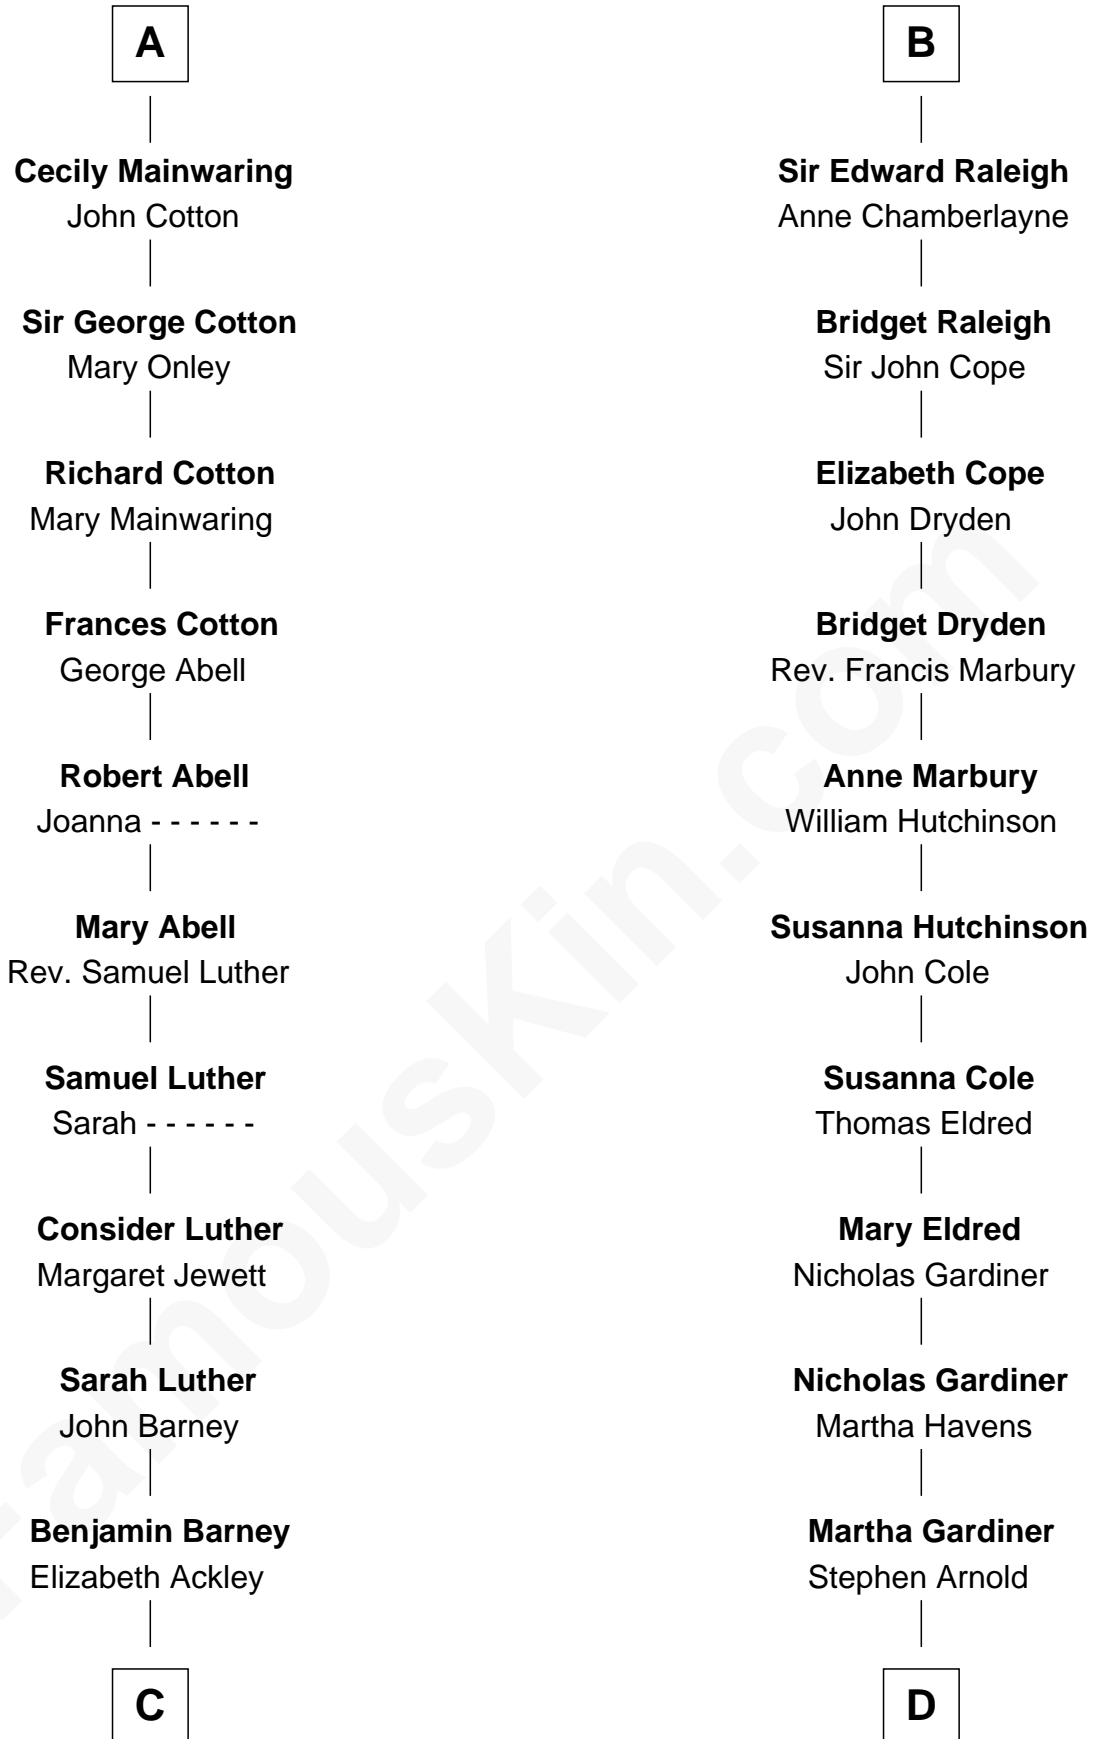 A
Cecily Mainwaring
John Cotton
Sir George Cotton
Mary Onley
Richard Cotton
Mary Mainwaring
Frances Cotton
George Abell
Robert Abell
Joanna - - - - - -
Mary Abell
Rev. Samuel Luther
Samuel Luther
Sarah - - - - - -
Consider Luther
Margaret Jewett
Sarah Luther
John Barney
Benjamin Barney
Elizabeth Ackley
C
B
Sir Edward Raleigh
Anne Chamberlayne
Bridget Raleigh
Sir John Cope
Elizabeth Cope
John Dryden
Bridget Dryden
Rev. Francis Marbury
Anne Marbury
William Hutchinson
Susanna Hutchinson
John Cole
Susanna Cole
Thomas Eldred
Mary Eldred
Nicholas Gardiner
Nicholas Gardiner
Martha Havens
Martha Gardiner
Stephen Arnold
D
FamousKin.com